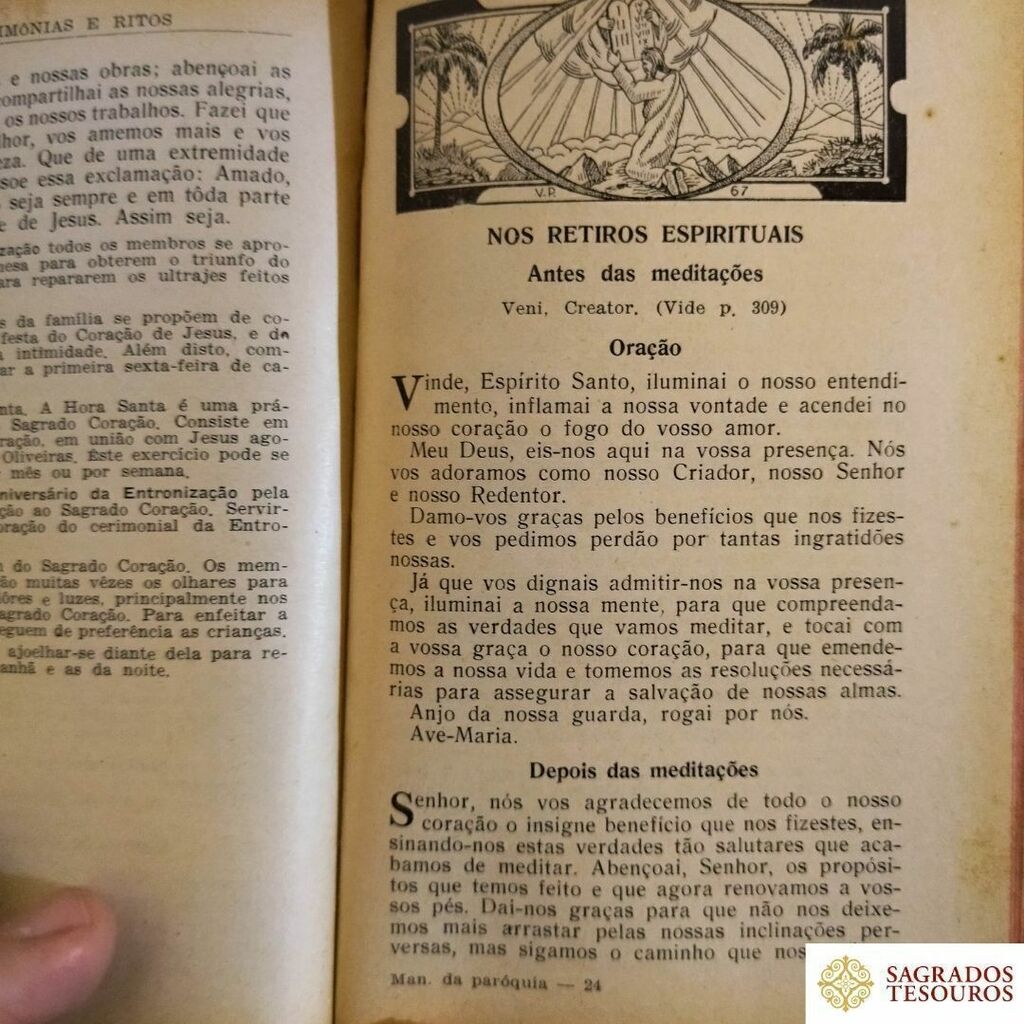 IMÔNIAS E RITOS
e nossas obras; abençoai as
compartilhai as nossas alegrias,
os nossos trabalhos. Fazei que
lhor, vos amemos mais e vos
eza. Que de uma extremidade
soe essa exclamação: Amado,
seja sempre e em tôda parte
e de Jesus. Assim seja.
zação todos os membros se apro-
mesa para obterem o triunfo do
ara repararem os ultrajes feitos
s da família se propõem de co-
festa do Coração de Jesus, e da
a intimidade. Além disto, com-
ar a primeira sexta-feira de ca-
nta. A Hora Santa é uma prá-
Sagrado Coração. Consiste em
ração, em união com Jesus ago-
Oliveiras. Este exercício pode se
mês ou por semana.
niversário da Entronização pela
ção ao Sagrado Coração. Servir-
oração do cerimonial da Entro-
do Sagrado Coração. Os mem-
ão muitas vêzes os olhares para
ôres e luzes, principalmente nos
agrado Coração. Para enfeitar a
eguem de preferência as crianças.
ajoelhar-se diante dela para re-
anhã e as da noite.
V.P. 67
NOS RETIROS ESPIRITUAIS
Antes das meditações
Veni, Creator. (Vide p. 309)
Oração
Vinde, Espírito Santo, iluminai o nosso entendi-
mento, inflamai a nossa vontade e acendei no
nosso coração o fogo do vosso amor.
Meu Deus, eis-nos aqui na vossa presença. Nós
vos adoramos como nosso Criador, nosso Senhor
e nosso Redentor.
Damo-vos graças pelos benefícios que nos fizes-
tes e vos pedimos perdão por tantas ingratidões
nossas.
Já que vos dignais admitir-nos na vossa presen-
ça, iluminai a nossa mente, para que compreenda-
mos as verdades que vamos meditar, e tocai com
a vossa graça o nosso coração, para que emende-
mos a nossa vida e tomemos as resoluções necessá-
rias para assegurar a salvação de nossas almas.
Anjo da nossa guarda, rogai por nós.
Ave-Maria.
Depois das meditações
Senhor, nós vos agradecemos de todo o nosso
coração o insigne benefício que nos fizestes, en-
sinando-nos estas verdades tão salutares que aca-
bamos de meditar. Abençoai, Senhor, os propósi-
tos que temos feito e que agora renovamos a vos-
sos pés. Dai-nos graças para que não nos deixe-
mos mais arrastar pelas nossas inclinações per-
versas, mas sigamos o caminho que nos
Man. da paróquia — 24
SAGRADOS
TESOUROS